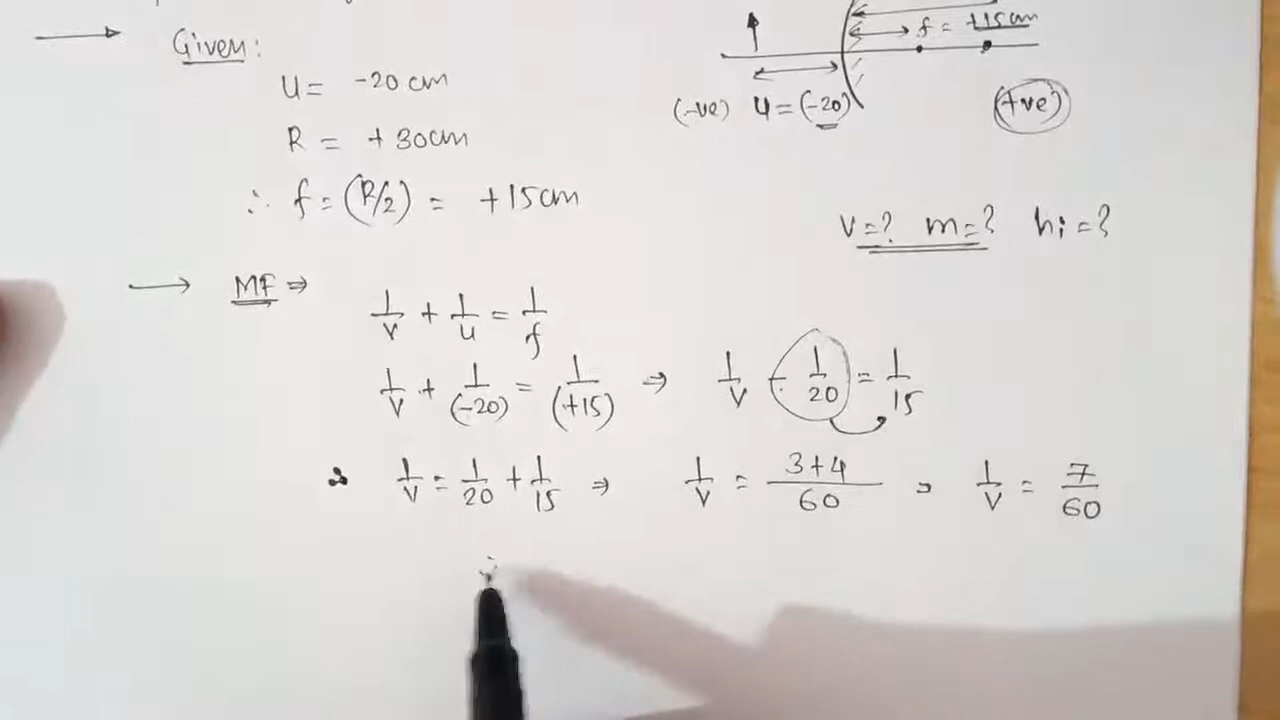 Given:
U = -20 cm
R = +30cm
∴ f = (R/2) = +15cm
f = +15cm
(-ve) u = (-20)
(+ve)
v=? m=? hi=?
MF ⇒
1/v + 1/u = 1/f
1/v + 1/(-20) = 1/(+15) ⇒ 1/v - 1/20 = 1/15
∴ 1/v = 1/20 + 1/15 ⇒ 1/v = 3+4/60 ⇒ 1/v = 7/60